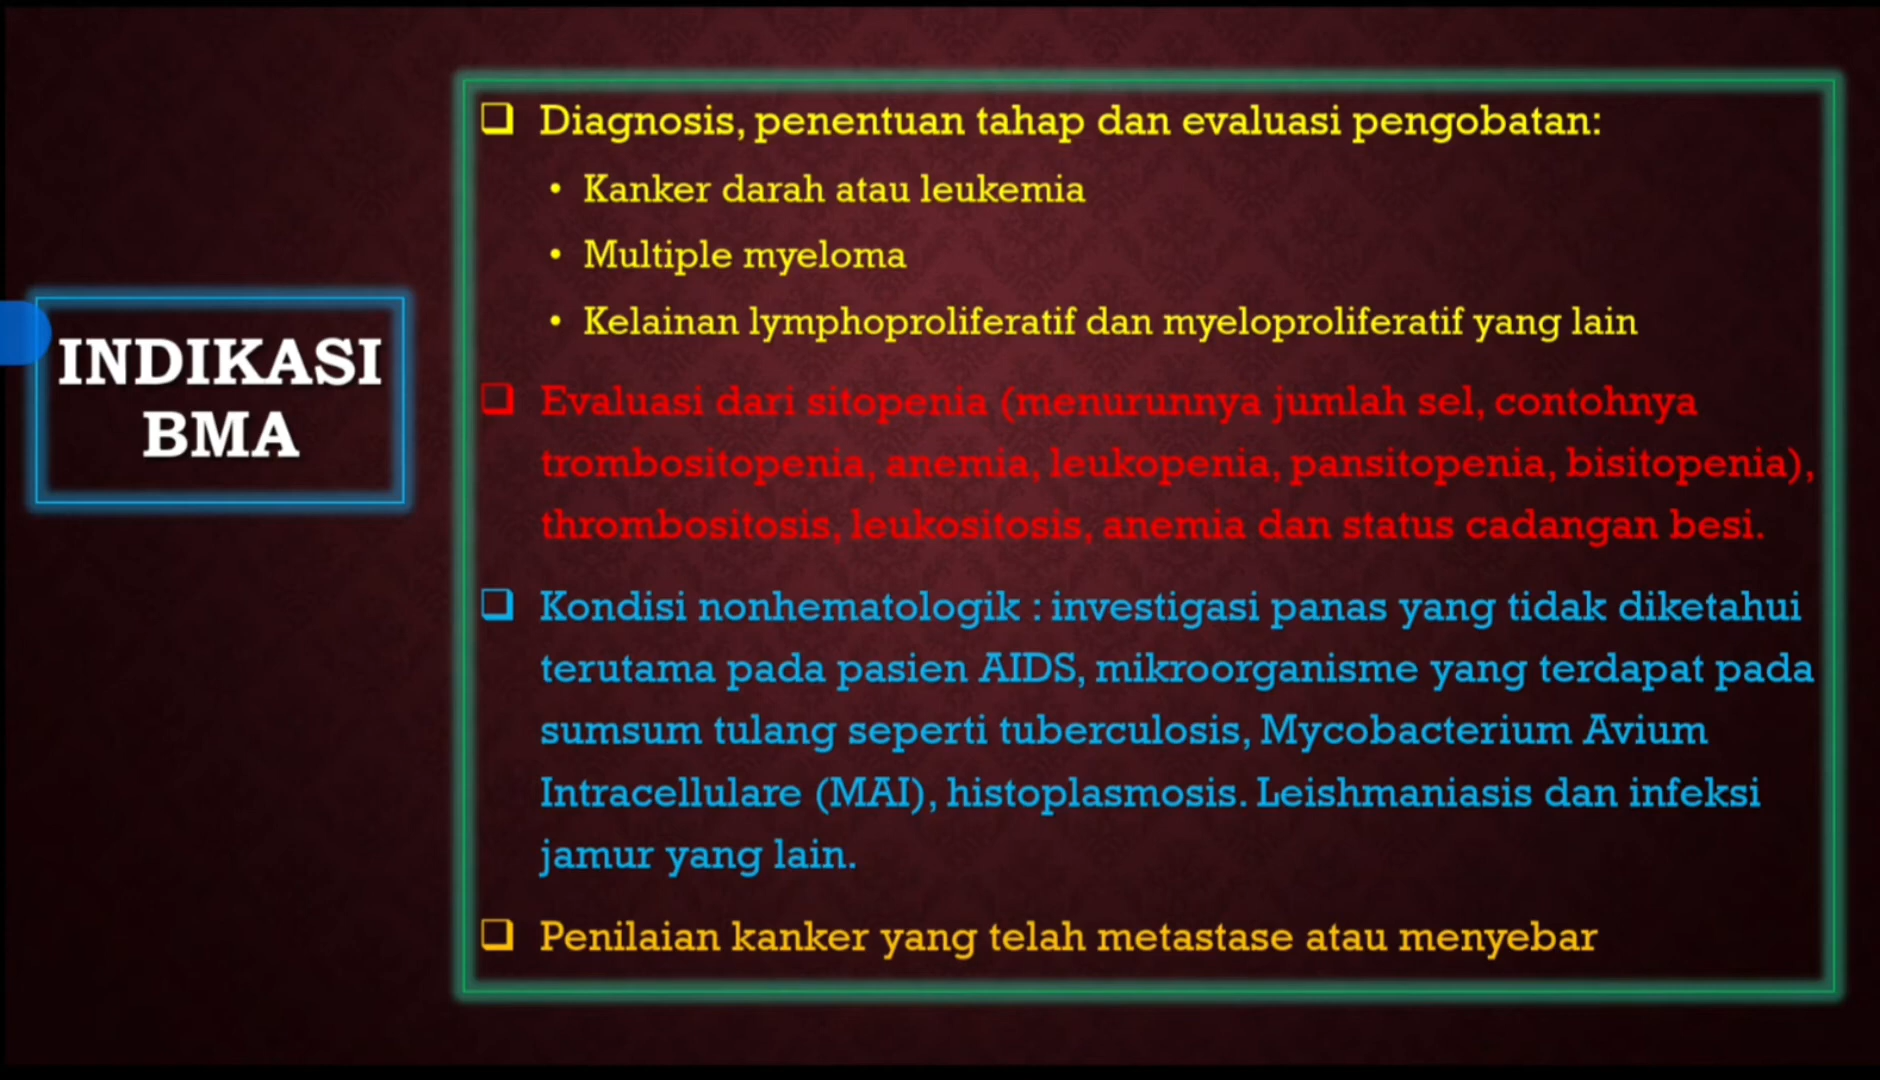 INDIKASI
BMA
❑ Diagnosis, penentuan tahap dan evaluasi pengobatan:
• Kanker darah atau leukemia
• Multiple myeloma
• Kelainan lymphoproliferatif dan myeloproliferatif yang lain
❑ Evaluasi dari sitopenia (menurunnya jumlah sel, contohnya
trombositopenia, anemia, leukopenia, pansitopenia, bisitopenia),
thrombositosis, leukositosis, anemia dan status cadangan besi.
❑ Kondisi nonhematologik : investigasi panas yang tidak diketahui
terutama pada pasien AIDS, mikroorganisme yang terdapat pada
sumsum tulang seperti tuberculosis, Mycobacterium Avium
Intracellulare (MAI), histoplasmosis. Leishmaniasis dan infeksi
jamur yang lain.
❑ Penilaian kanker yang telah metastase atau menyebar